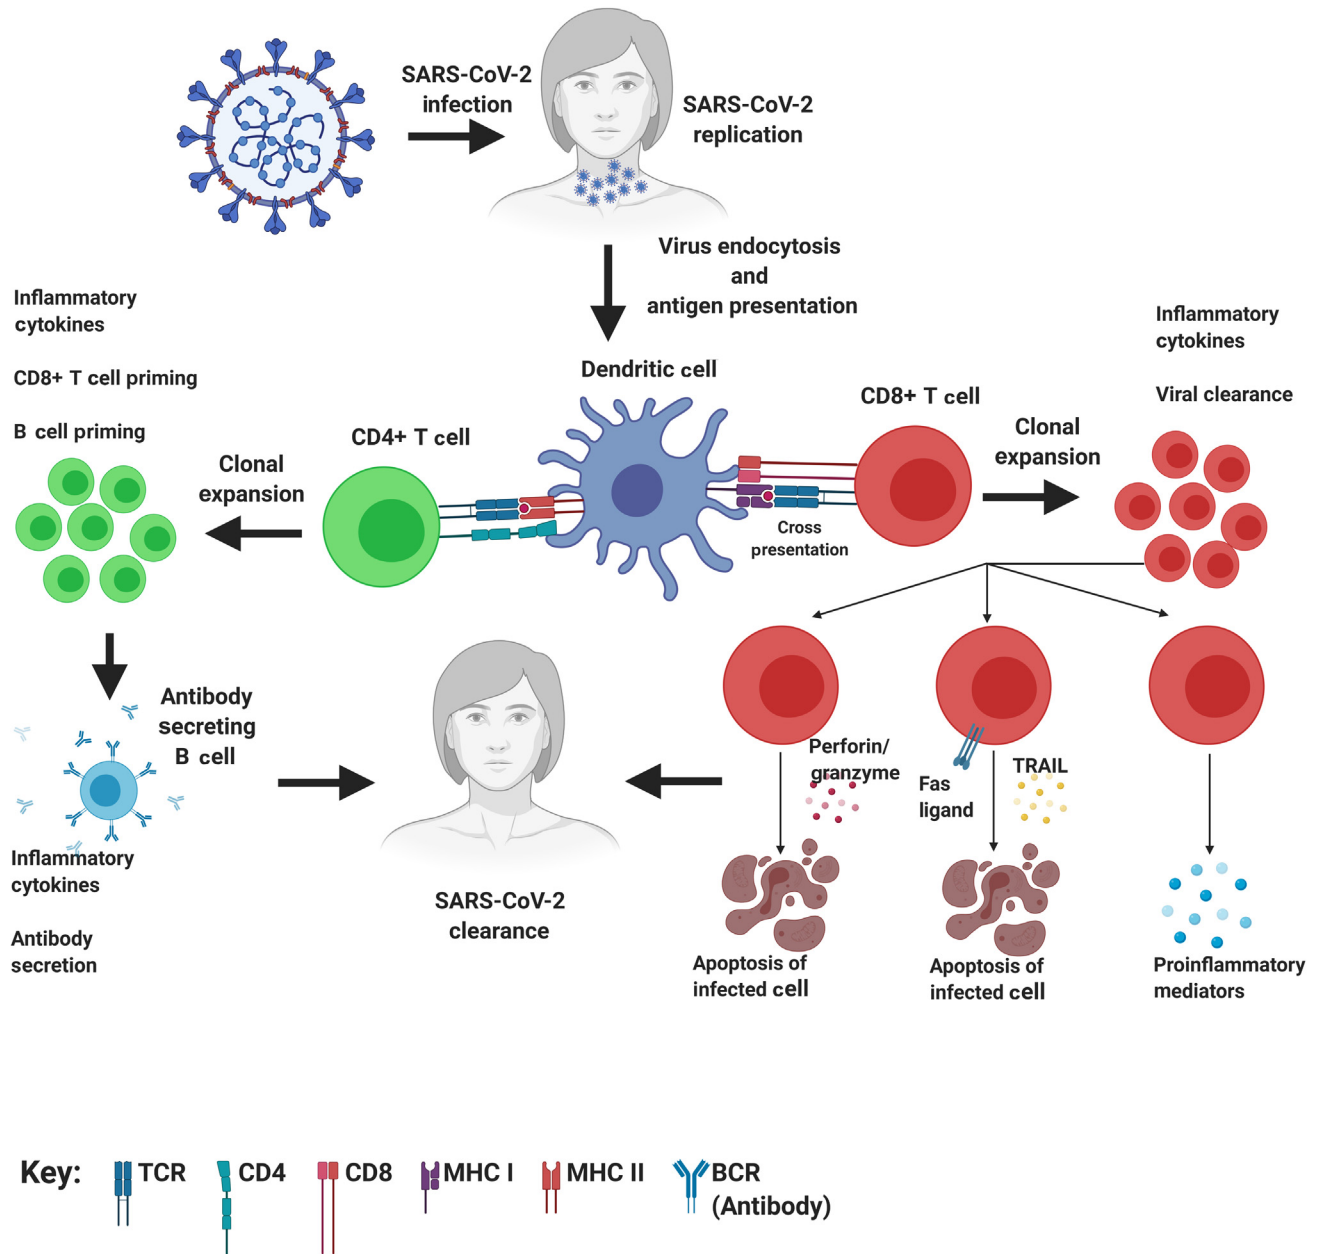 SARS-CoV-2
infection
SARS-CoV-2
replication
Virus endocytosis
and
antigen presentation
Inflammatory
cytokines
CD8+ T cell priming
B cell priming
Clonal
expansion
CD4+ T cell
Dendritic cell
CD8+ T cell
Cross
presentation
Clonal
expansion
Inflammatory
cytokines
Viral clearance
Antibody
secreting
B cell
Inflammatory
cytokines
Antibody
secretion
SARS-CoV-2
clearance
Perforin/
granzyme
Apoptosis of
infected cell
Fas
ligand
TRAIL
Apoptosis of
infected cell
Proinflammatory
mediators
Key:
TCR
CD4
CD8
MHC I
MHC II
BCR
(Antibody)